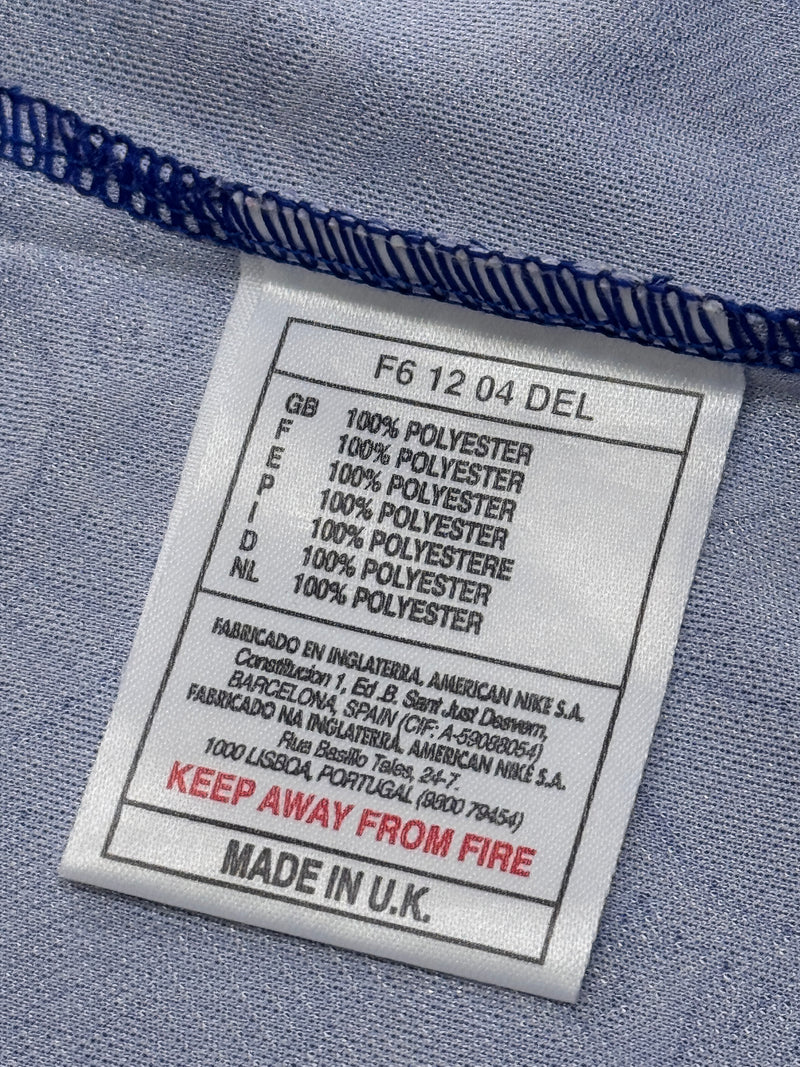 F6 12 04 DEL
GB 100% POLYESTER
F 100% POLYESTER
E 100% POLYESTER
P 100% POLYESTER
I 100% POLYESTERE
D 100% POLYESTER
NL 100% POLYESTER
FABRICADO EN INGLATERRA, AMERICAN NIKE S.A.
Constitucion 1, Ed .B. Sant Just Desvern,
BARCELONA, SPAIN (CIF: A-59088054)
FABRICADO NA INGLATERRA, AMERICAN NIKE S.A.
Rua Basilio Teles, 24-7.
1000 LISBOA, PORTUGAL (9800 79454)
KEEP AWAY FROM FIRE
MADE IN U.K.